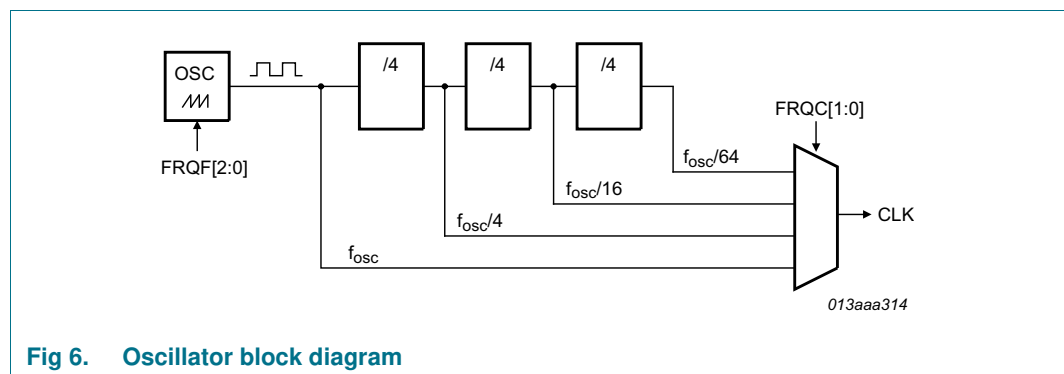 OSC
FRQF[2:0]
/4
/4
/4
FRQC[1:0]
fosc/64
fosc/16
fosc/4
fosc
CLK
013aaa314
Fig 6. Oscillator block diagram